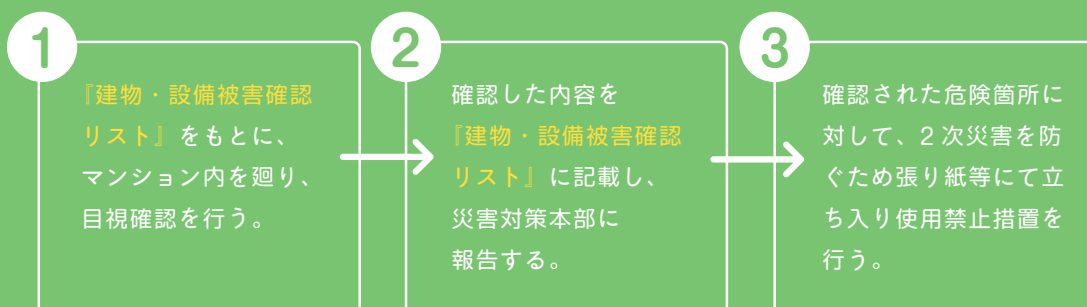 1
『建物・設備被害確認
リスト』をもとに、
マンション内を廻り、
目視確認を行う。
2
確認した内容を
『建物・設備被害確認
リスト』に記載し、
災害対策本部に
報告する。
3
確認された危険箇所に
対して、2次災害を防
ぐため張り紙等にて立
ち入り使用禁止措置を
行う。